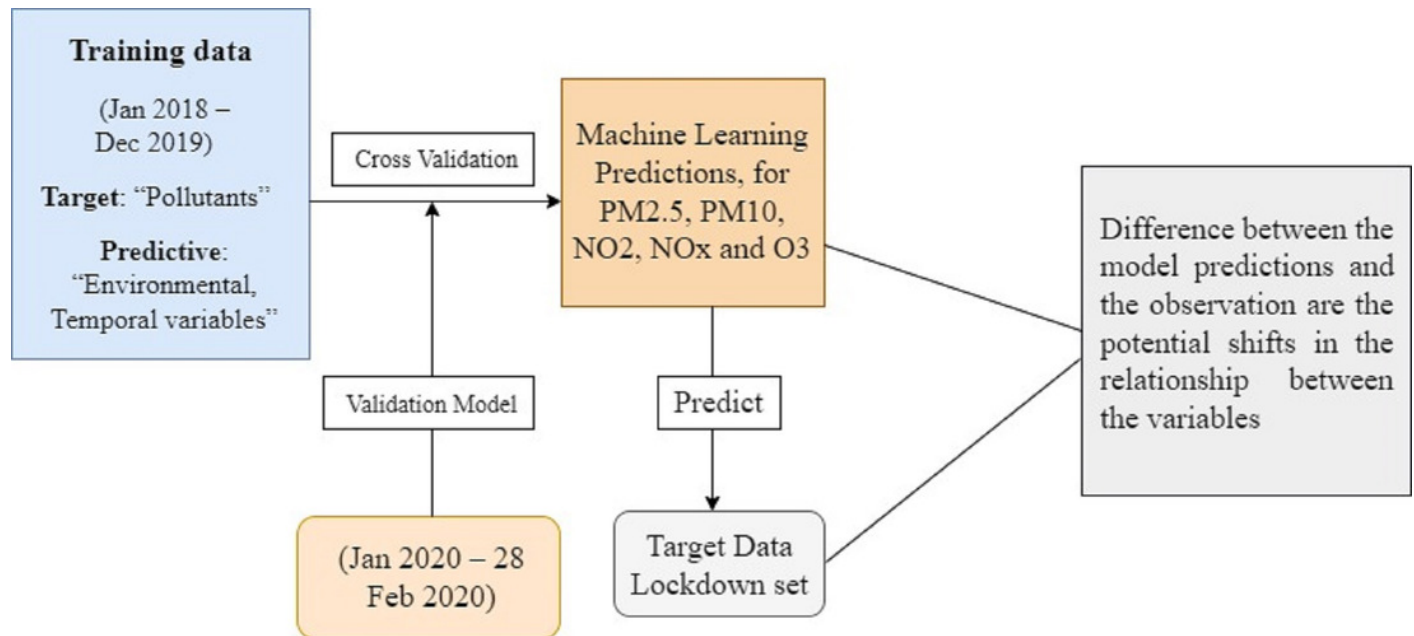 Training data
(Jan 2018 –
Dec 2019)
Target: “Pollutants”
Predictive:
“Environmental,
Temporal variables”
Cross Validation
Validation Model
(Jan 2020 – 28
Feb 2020)
Machine Learning
Predictions, for
PM2.5, PM10,
NO2, NOx and O3
Predict
Target Data
Lockdown set
Difference between the
model predictions and
the observation are the
potential shifts in the
relationship between
the variables